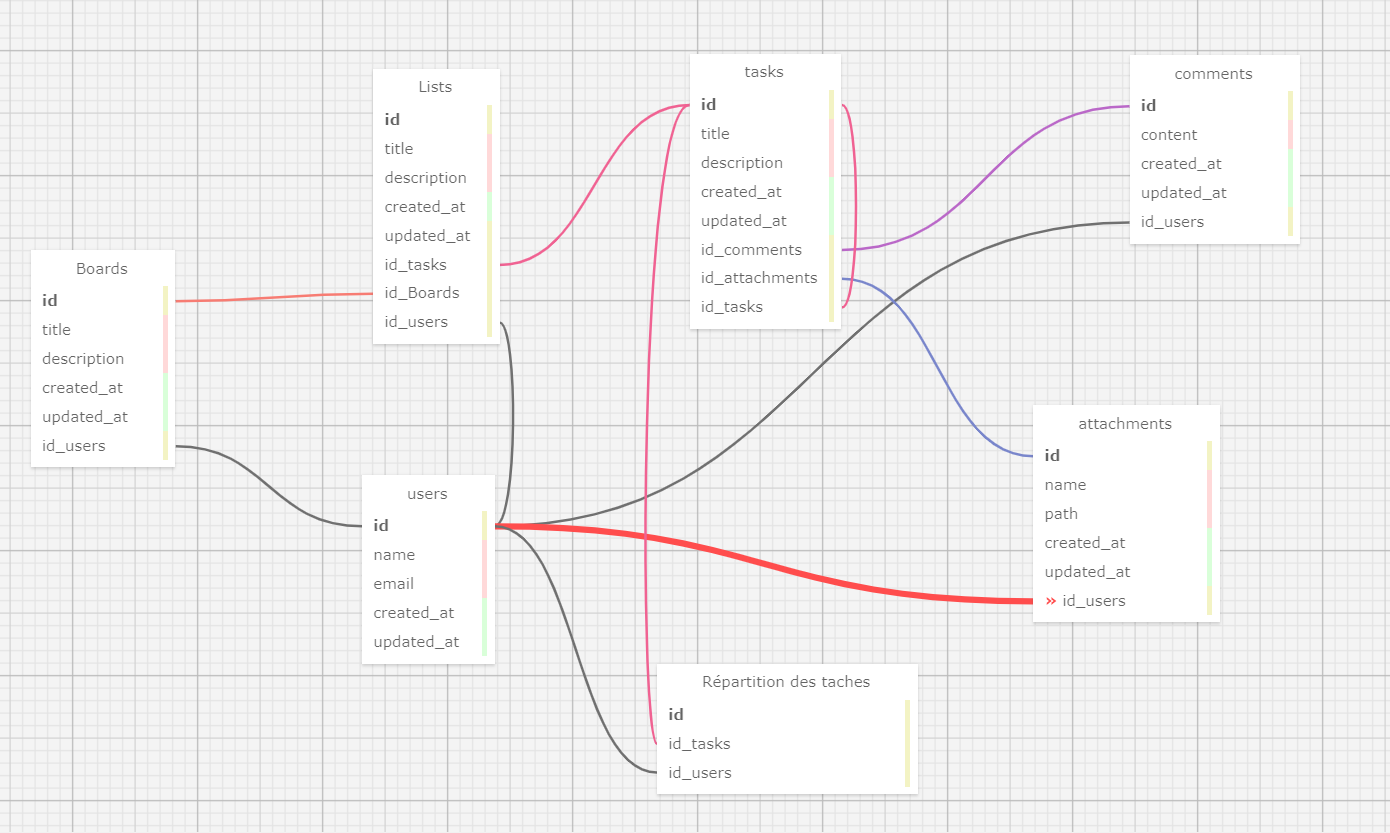 Boards
id
title
description
created_at
updated_at
id_users
Lists
id
title
description
created_at
updated_at
id_tasks
id_Boards
id_users
users
id
name
email
created_at
updated_at
tasks
id
title
description
created_at
updated_at
id_comments
id_attachments
id_tasks
comments
id
content
created_at
updated_at
id_users
attachments
id
name
path
created_at
updated_at
» id_users
Répartition des taches
id
id_tasks
id_users